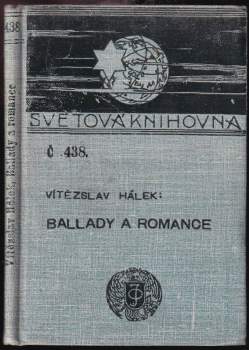 438.
Vítězslav Hálek, Ballady a romance
SVĚTOVÁ KNIHOVNA
Č 438.
VÍTĚZSLAV HÁLEK:
BALLADY A ROMANCE